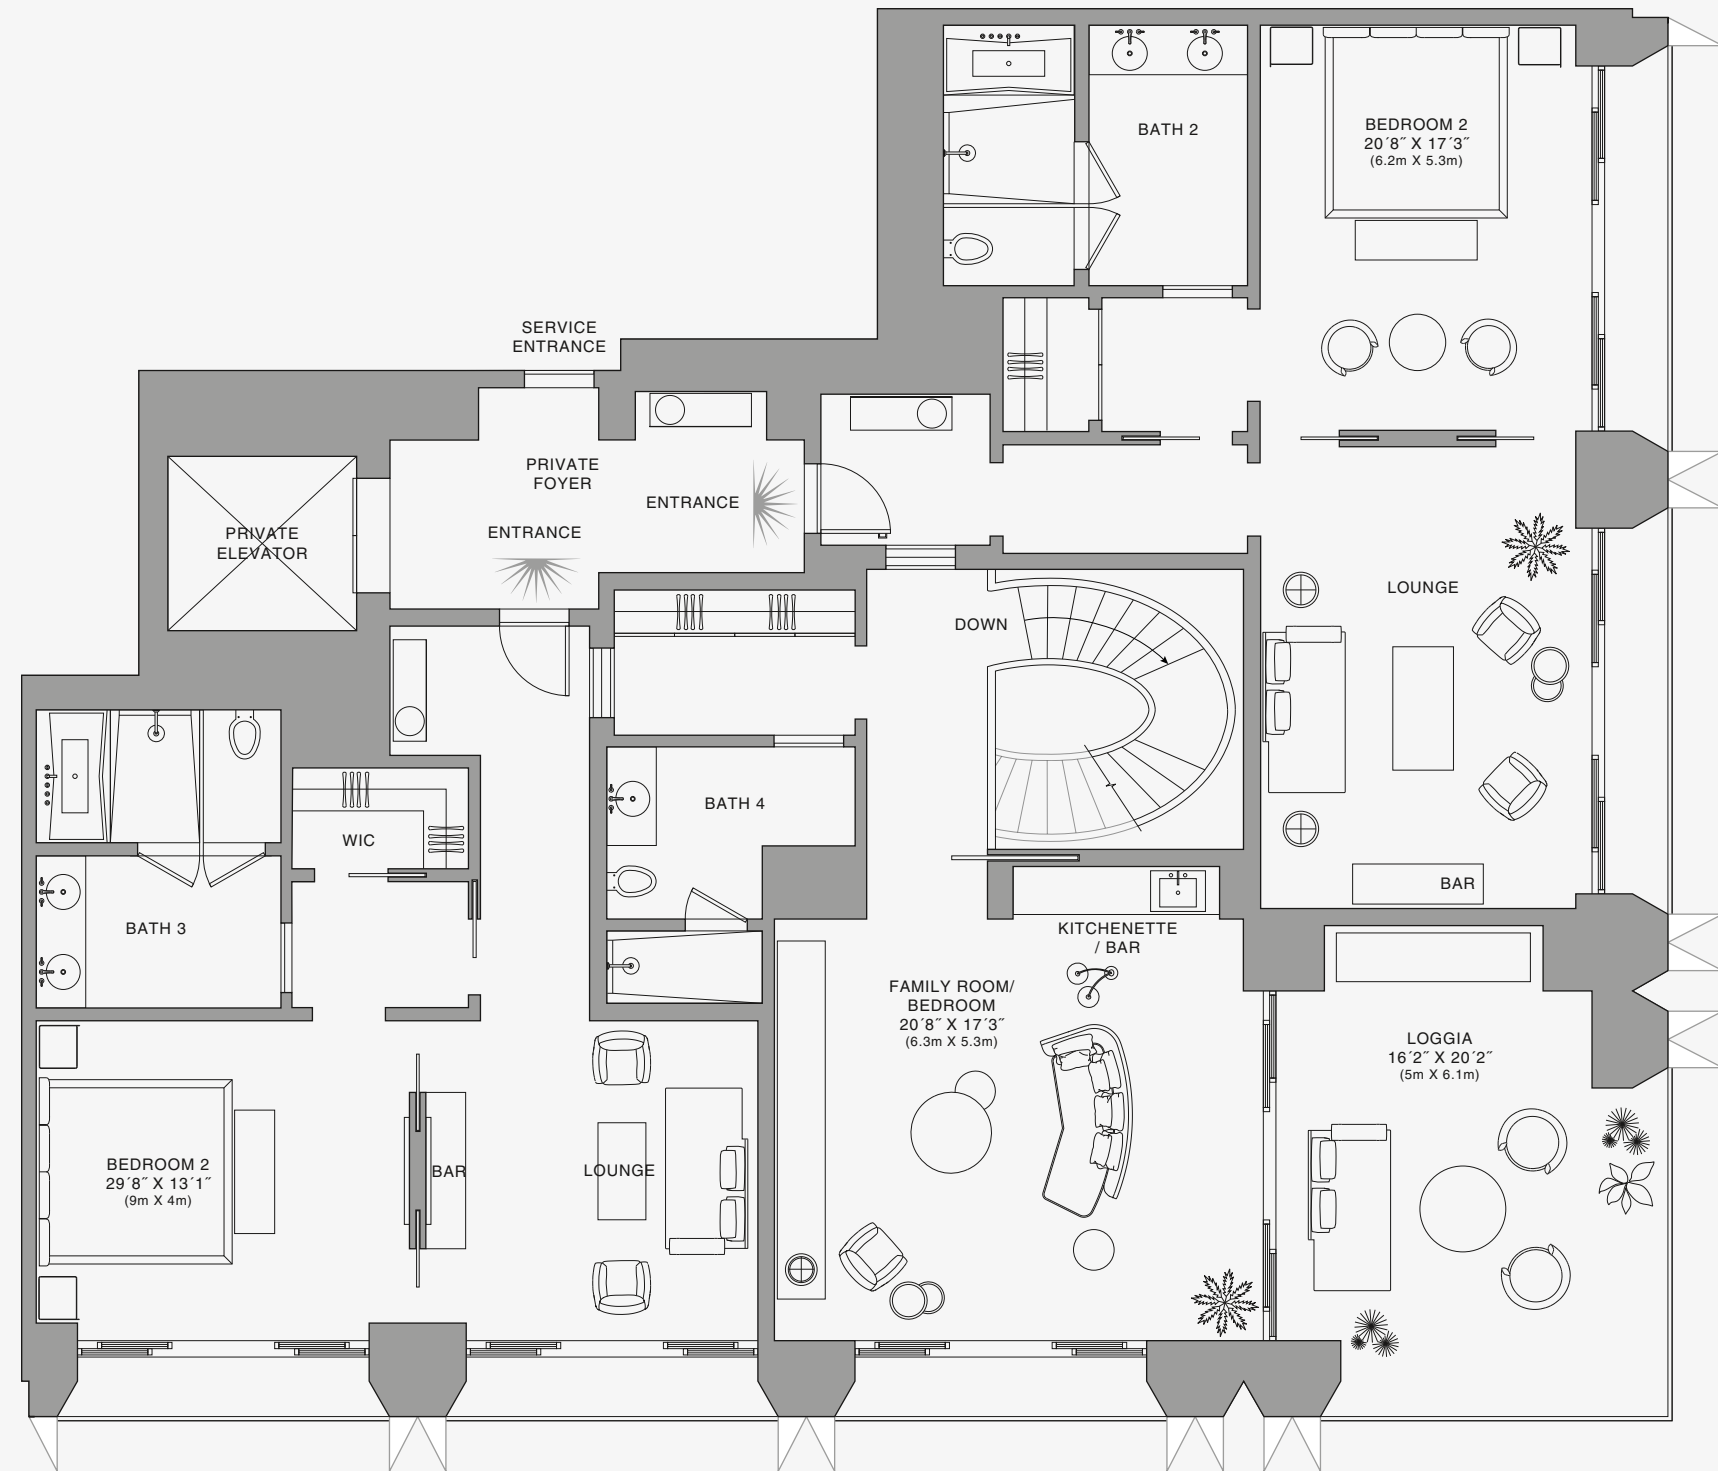 BATH 2
BEDROOM 2
20´8˝ X 17´3˝
(6.2m X 5.3m)
SERVICE
ENTRANCE
PRIVATE
FOYER
ENTRANCE
ENTRANCE
PRIVATE
ELEVATOR
LOUNGE
DOWN
BATH 4
WIC
BAR
BATH 3
KITCHENETTE
/ BAR
FAMILY ROOM/
BEDROOM
20´8˝ X 17´3˝
(6.3m X 5.3m)
LOGGIA
16´2˝ X 20´2˝
(5m X 6.1m)
BEDROOM 2
29´8˝ X 13´1˝
(9m X 4m)
BAR
LOUNGE